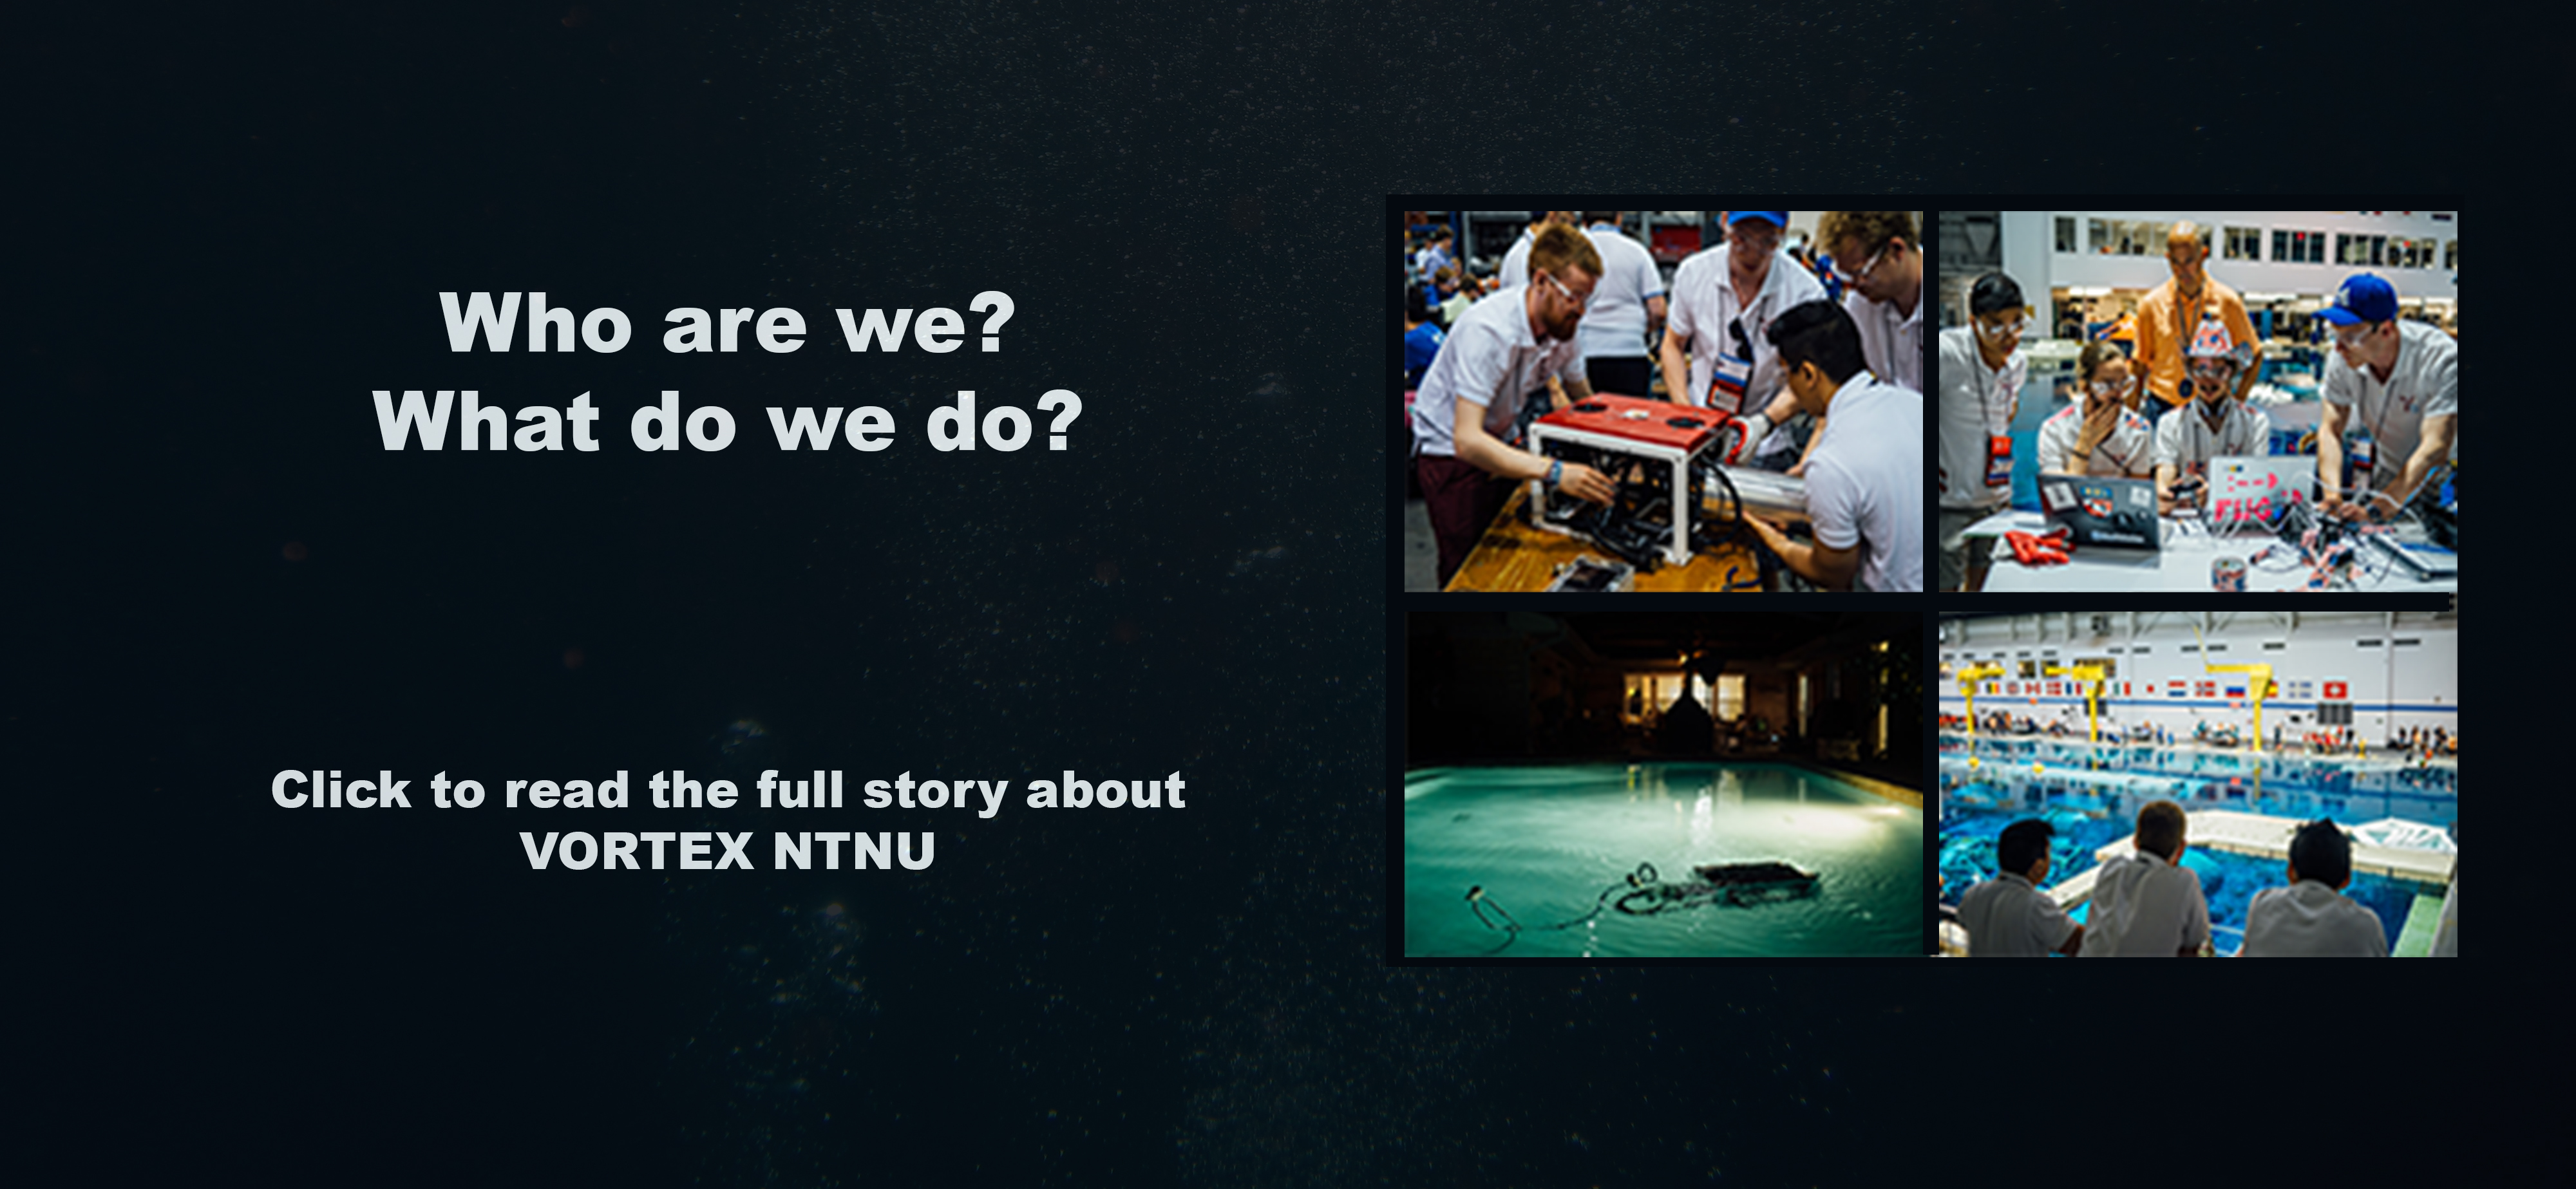 Who are we?
What do we do?
Click to read the full story about
VORTEX NTNU